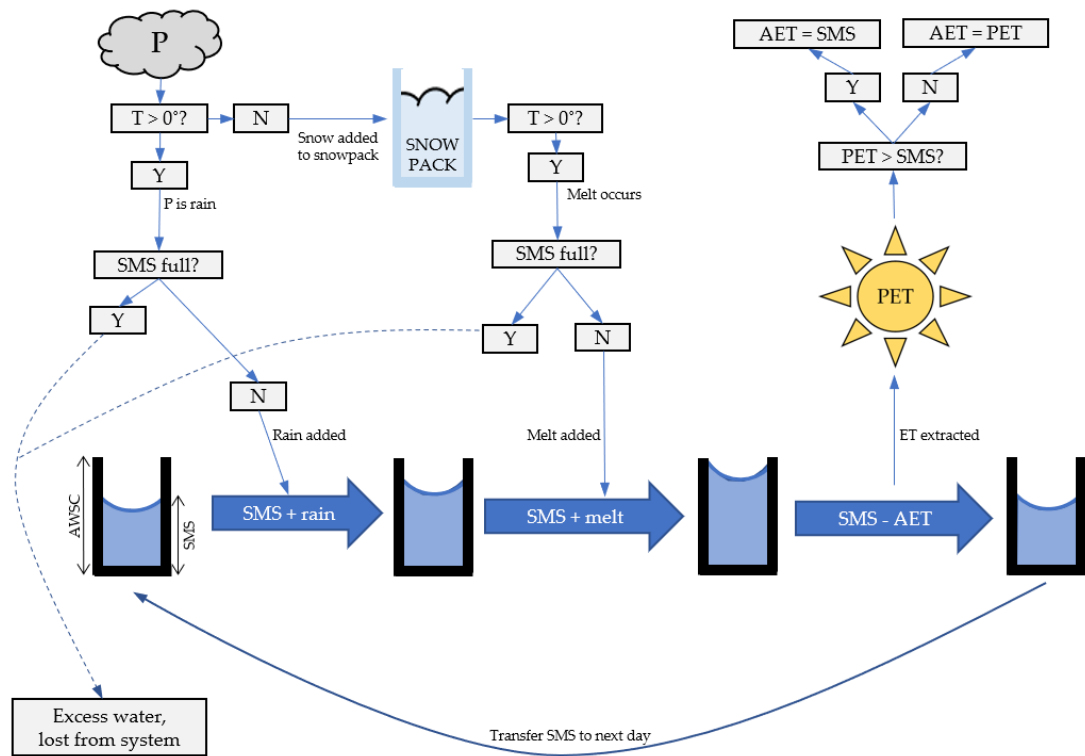 P
AET = SMS
AET = PET
T > 0°?
N
Snow added
to snowpack
SNOW
PACK
T > 0°?
Y
N
Y
P is rain
Y
Melt occurs
PET > SMS?
SMS full?
SMS full?
PET
Y
Y
N
N
Rain added
Melt added
ET extracted
AWSC
SMS
SMS + rain
SMS + melt
SMS - AET
Excess water,
lost from system
Transfer SMS to next day